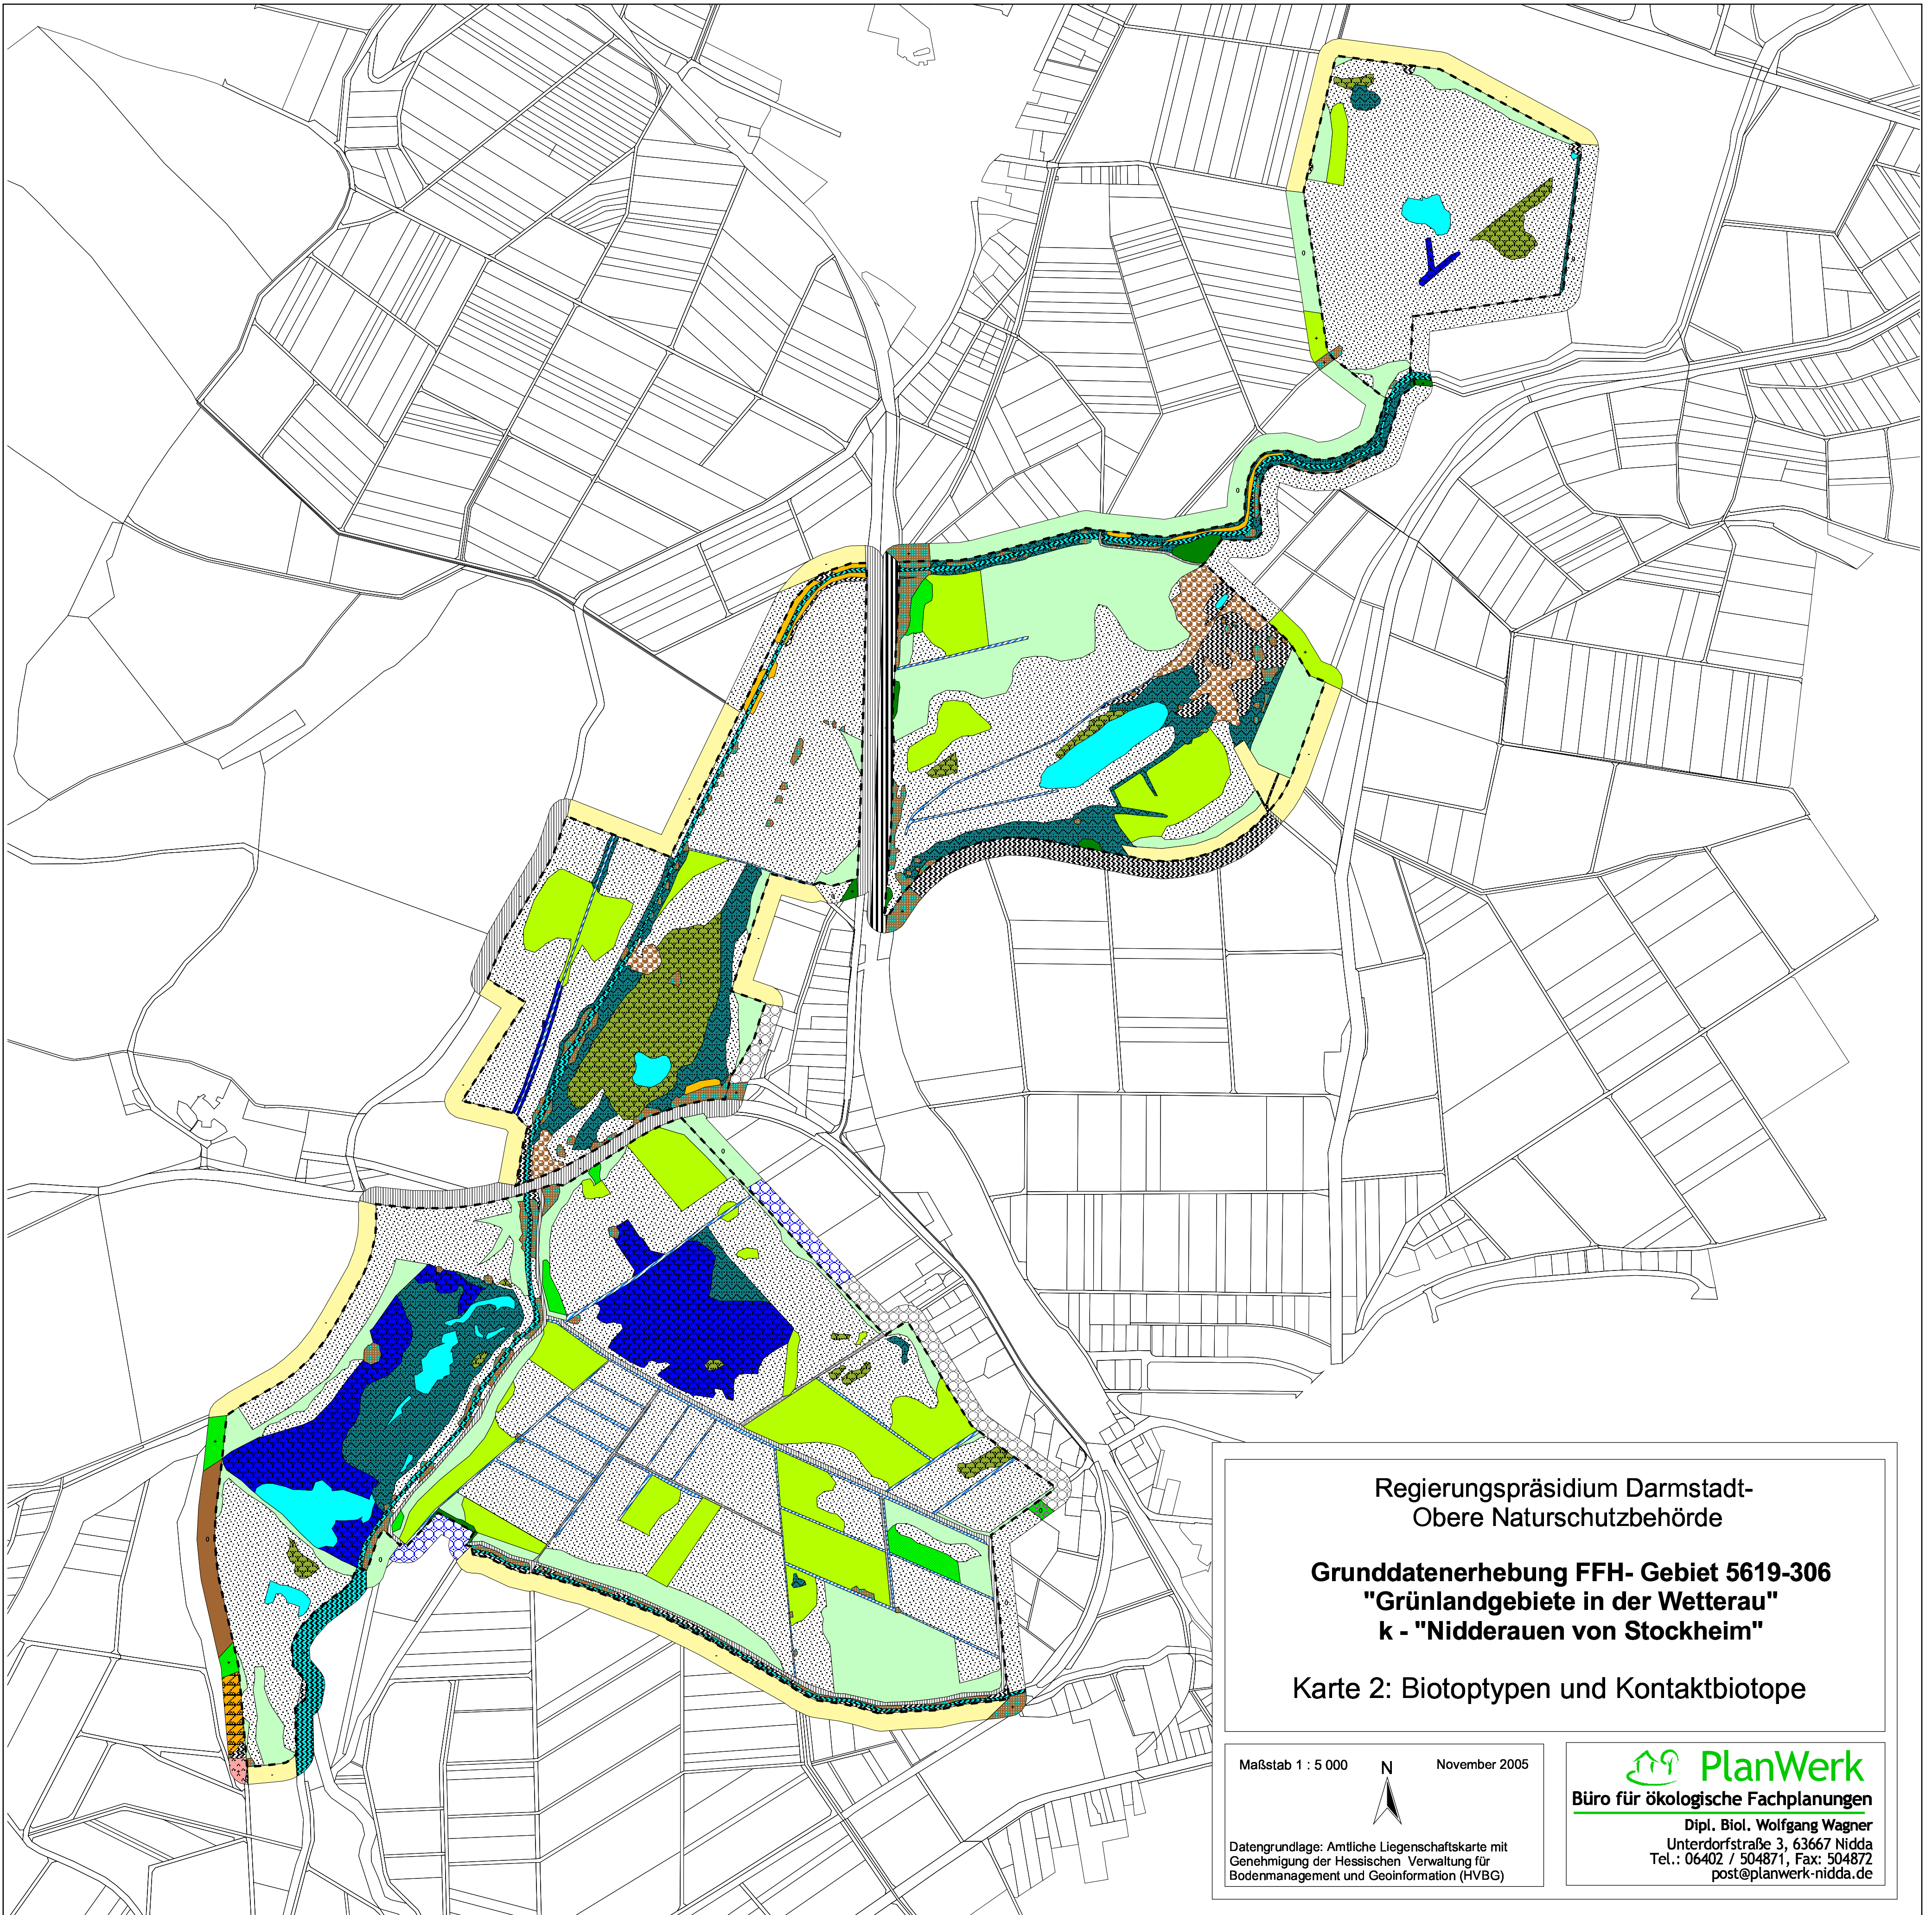 Regierungspräsidium Darmstadt-
Obere Naturschutzbehörde
Grunddatenerhebung FFH- Gebiet 5619-306
"Grünlandgebiete in der Wetterau"
k - "Nidderauen von Stockheim"
Karte 2: Biotoptypen und Kontaktbiotope
Maßstab 1 : 5 000
N
November 2005
Datengrundlage: Amtliche Liegenschaftskarte mit
Genehmigung der Hessischen Verwaltung für
Bodenmanagement und Geoinformation (HVBG)
PlanWerk
Büro für ökologische Fachplanungen
Dipl. Biol. Wolfgang Wagner
Unterdorfstraße 3, 63667 Nidda
Tel.: 06402 / 504871, Fax: 504872
post@planwerk-nidda.de